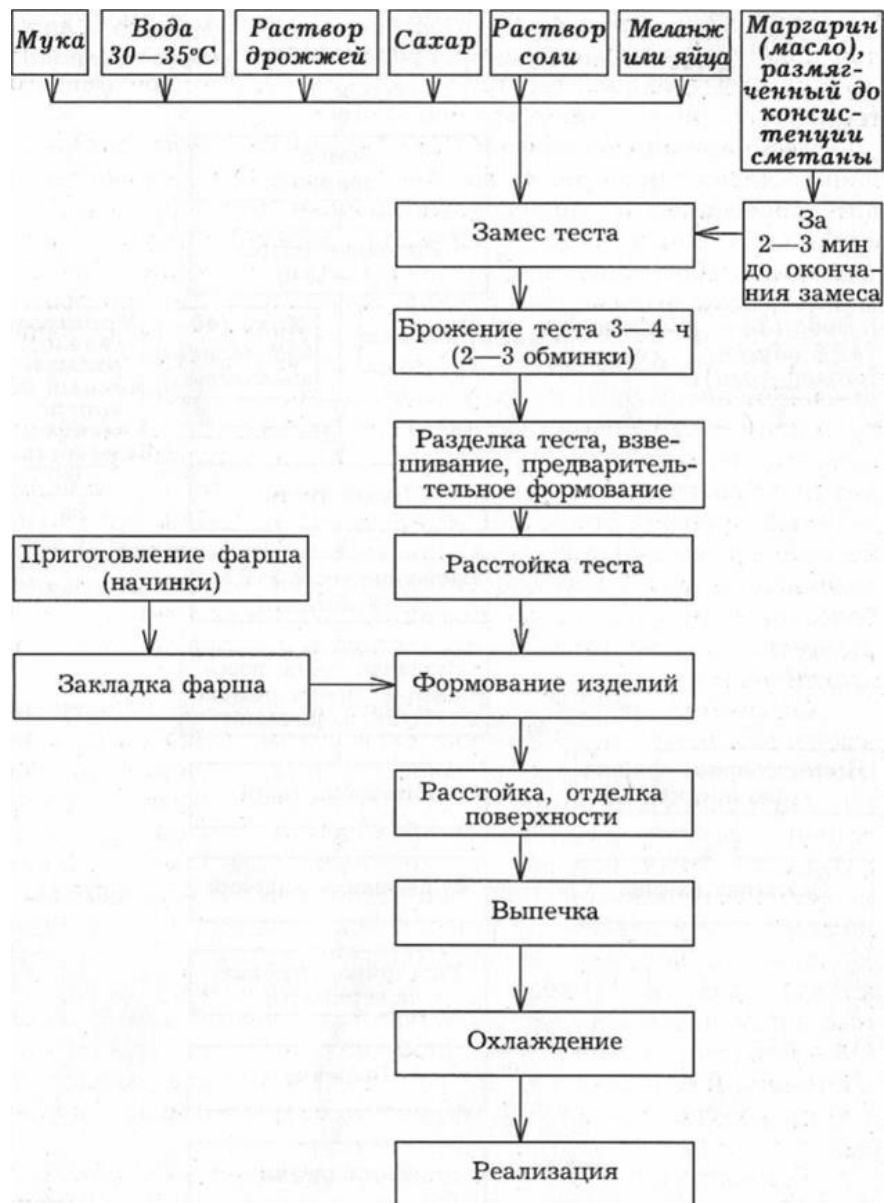 Мука
Вода
30—35°С
Раствор
дрожжей
Сахар
Раствор
соли
Меланж
или яйца
Маргарин
(масло),
размяг-
ченный до
консис-
тенции
сметаны
Замес теста
За
2—3 мин
до оконча-
ния замеса
Брожение теста 3—4 ч
(2—3 обминки)
Разделка теста, взве-
шивание, предваритель-
тельное формование
Приготовление фарша
(начинки)
Расстойка теста
Закладка фарша
Формование изделий
Расстойка, отделка
поверхности
Выпечка
Охлаждение
Реализация